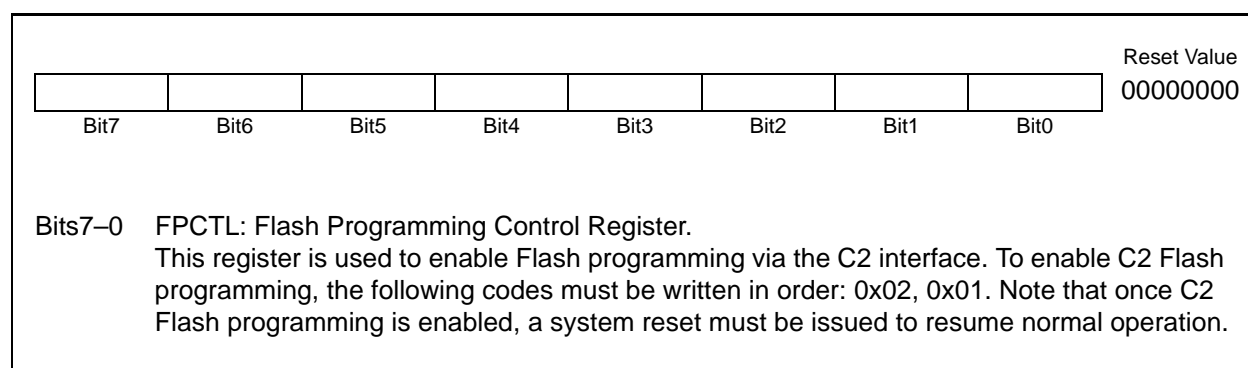 Reset Value
00000000
Bit7 Bit6 Bit5 Bit4 Bit3 Bit2 Bit1 Bit0
Bits7–0 FPCTL: Flash Programming Control Register.
This register is used to enable Flash programming via the C2 interface. To enable C2 Flash
programming, the following codes must be written in order: 0x02, 0x01. Note that once C2
Flash programming is enabled, a system reset must be issued to resume normal operation.